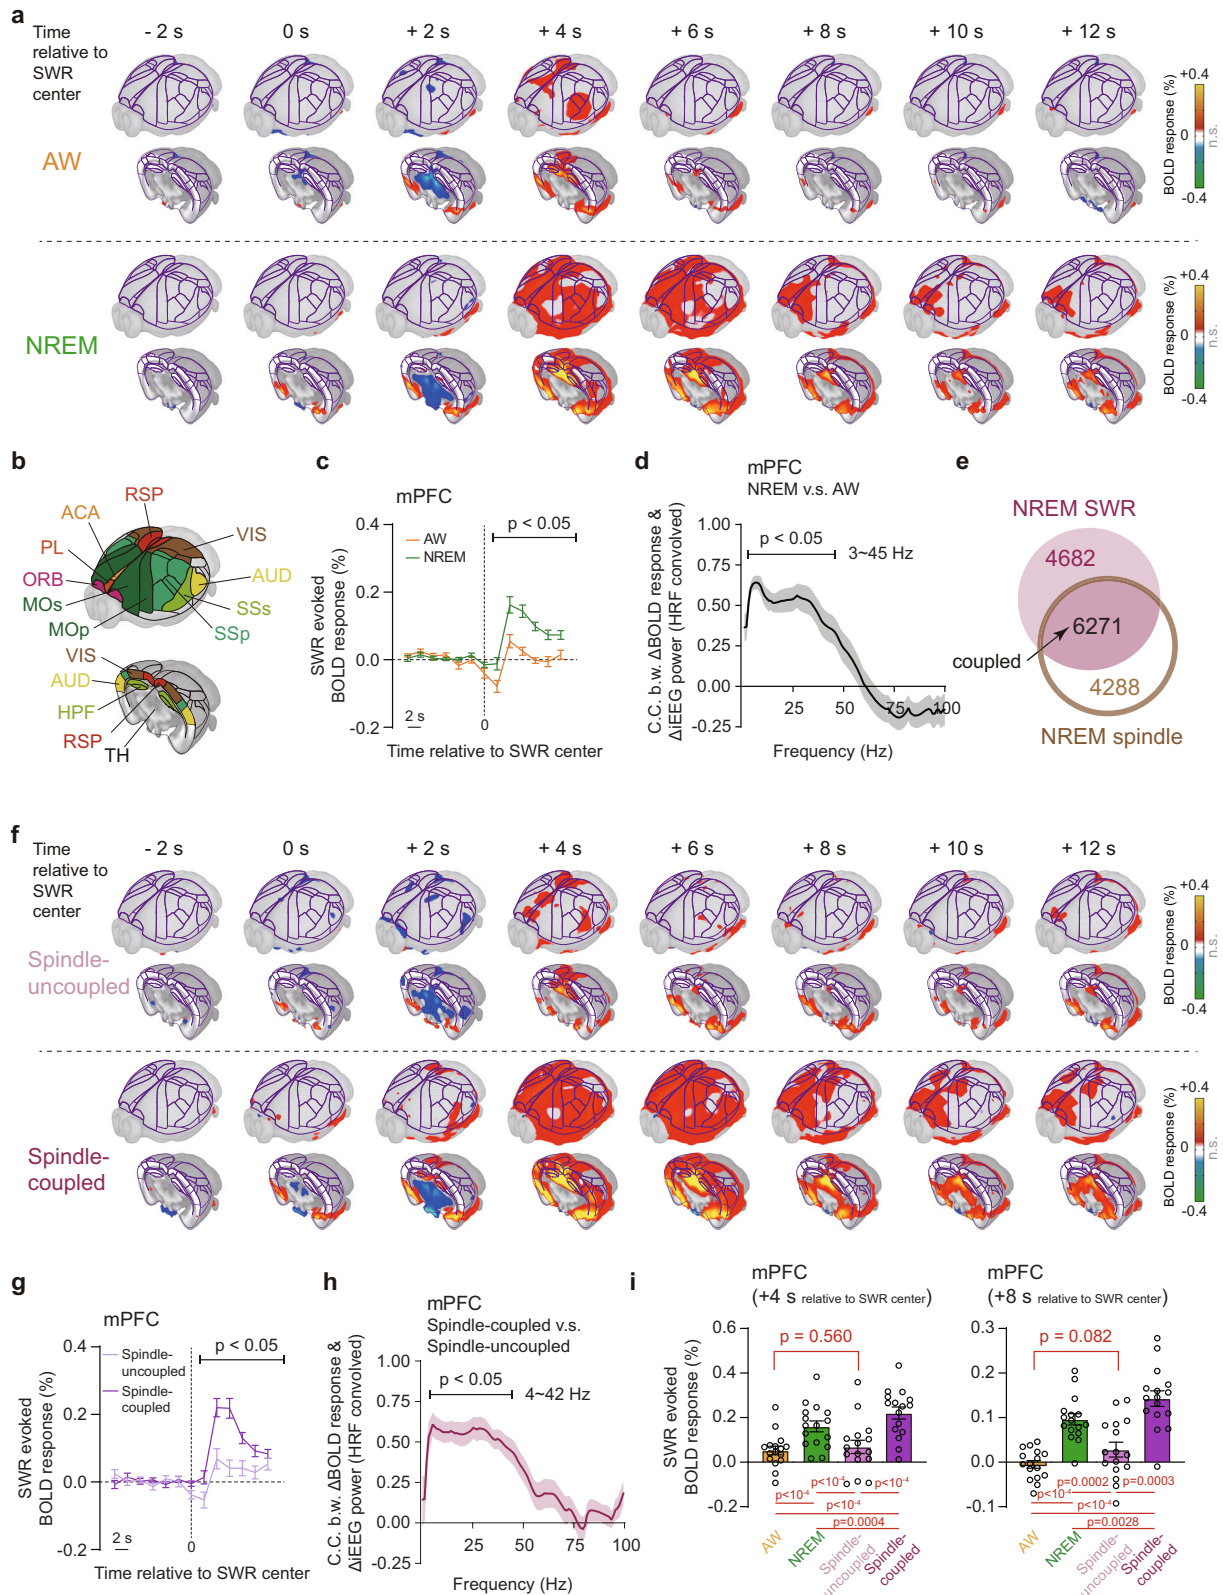 a
Time relative to SWR center
- 2 s
0 s
+ 2 s
+ 4 s
+ 6 s
+ 8 s
+ 10 s
+ 12 s
AW
BOLD response (%)
+0.4
0
-0.4
n.s.
NREM
BOLD response (%)
+0.4
0
-0.4
n.s.
b
RSP
ACA
PL
ORB
MOs
MOp
VIS
AUD
SSs
SSp
VIS
AUD
HPF
RSP
TH
c
mPFC
p < 0.05
AW
NREM
0.4
0.2
0.0
-0.2
SWR evoked
BOLD response (%)
2 s
0
Time relative to SWR center
d
mPFC
NREM v.s. AW
1.00
0.75
0.50
0.25
0.00
-0.25
p < 0.05
3~45 Hz
C.C. b.w. ΔBOLD response &
ΔiEEG power (HRF convolved)
25
50
75
100
Frequency (Hz)
e
NREM SWR
4682
6271
coupled
4288
NREM spindle
f
Time relative to SWR center
- 2 s
0 s
+ 2 s
+ 4 s
+ 6 s
+ 8 s
+ 10 s
+ 12 s
Spindle-
uncoupled
BOLD response (%)
+0.4
0
-0.4
n.s.
Spindle-
coupled
BOLD response (%)
+0.4
0
-0.4
n.s.
g
mPFC
p < 0.05
Spindle-
uncoupled
Spindle-
coupled
0.4
0.2
0.0
-0.2
SWR evoked
BOLD response (%)
2 s
0
Time relative to SWR center
h
mPFC
Spindle-coupled v.s.
Spindle-uncoupled
1.00
0.75
0.50
0.25
0.00
-0.25
p < 0.05
4~42 Hz
C.C. b.w. ΔBOLD response &
ΔiEEG power (HRF convolved)
25
50
75
100
Frequency (Hz)
i
mPFC
(+4 s relative to SWR center)
p = 0.560
0.6
0.4
0.2
0.0
-0.2
SWR evoked
BOLD response (%)
p<10-4
p<10-4
p<10-4
p<10-4
p=0.0004
AW
NREM
Spindle-
uncoupled
Spindle-
coupled
mPFC
(+8 s relative to SWR center)
p = 0.082
0.3
0.2
0.1
0.0
-0.1
p=0.0002
p=0.0003
p<10-4
p<10-4
p=0.0028
AW
NREM
Spindle-
uncoupled
Spindle-
coupled